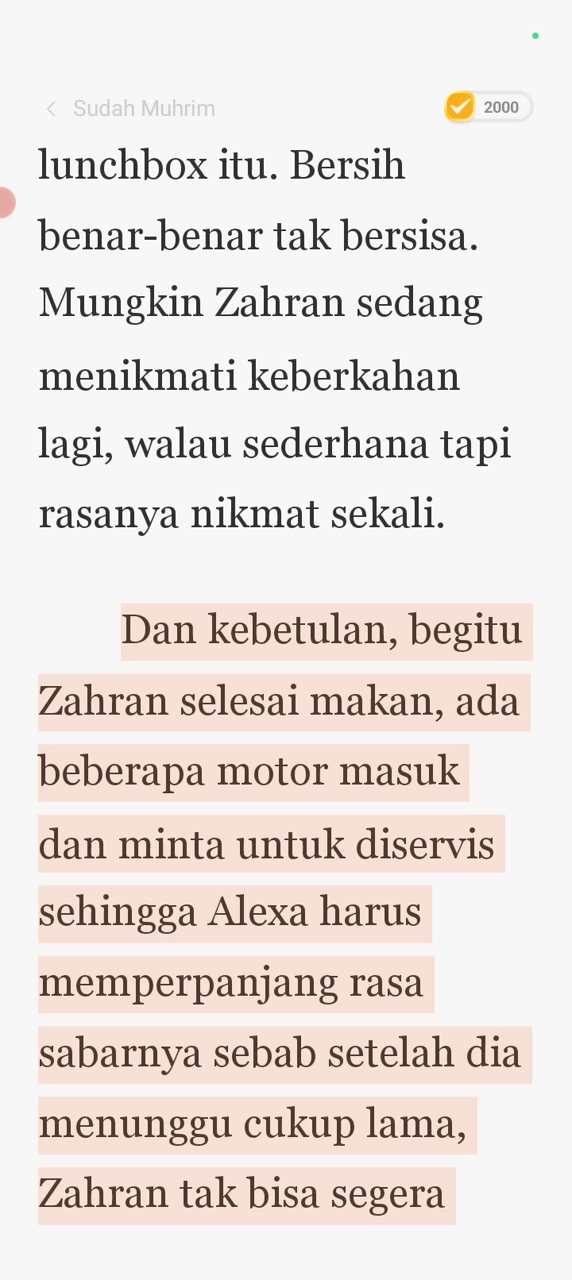 Sudah Muhrim
2000
lunchbox itu. Bersih
benar-benar tak bersisa.
Mungkin Zahran sedang
menikmati keberkahan
lagi, walau sederhana tapi
rasanya nikmat sekali.
Dan kebetulan, begitu
Zahran selesai makan, ada
beberapa motor masuk
dan minta untuk diservis
sehingga Alexa harus
memperpanjang rasa
sabarnya sebab setelah dia
menunggu cukup lama,
Zahran tak bisa segera